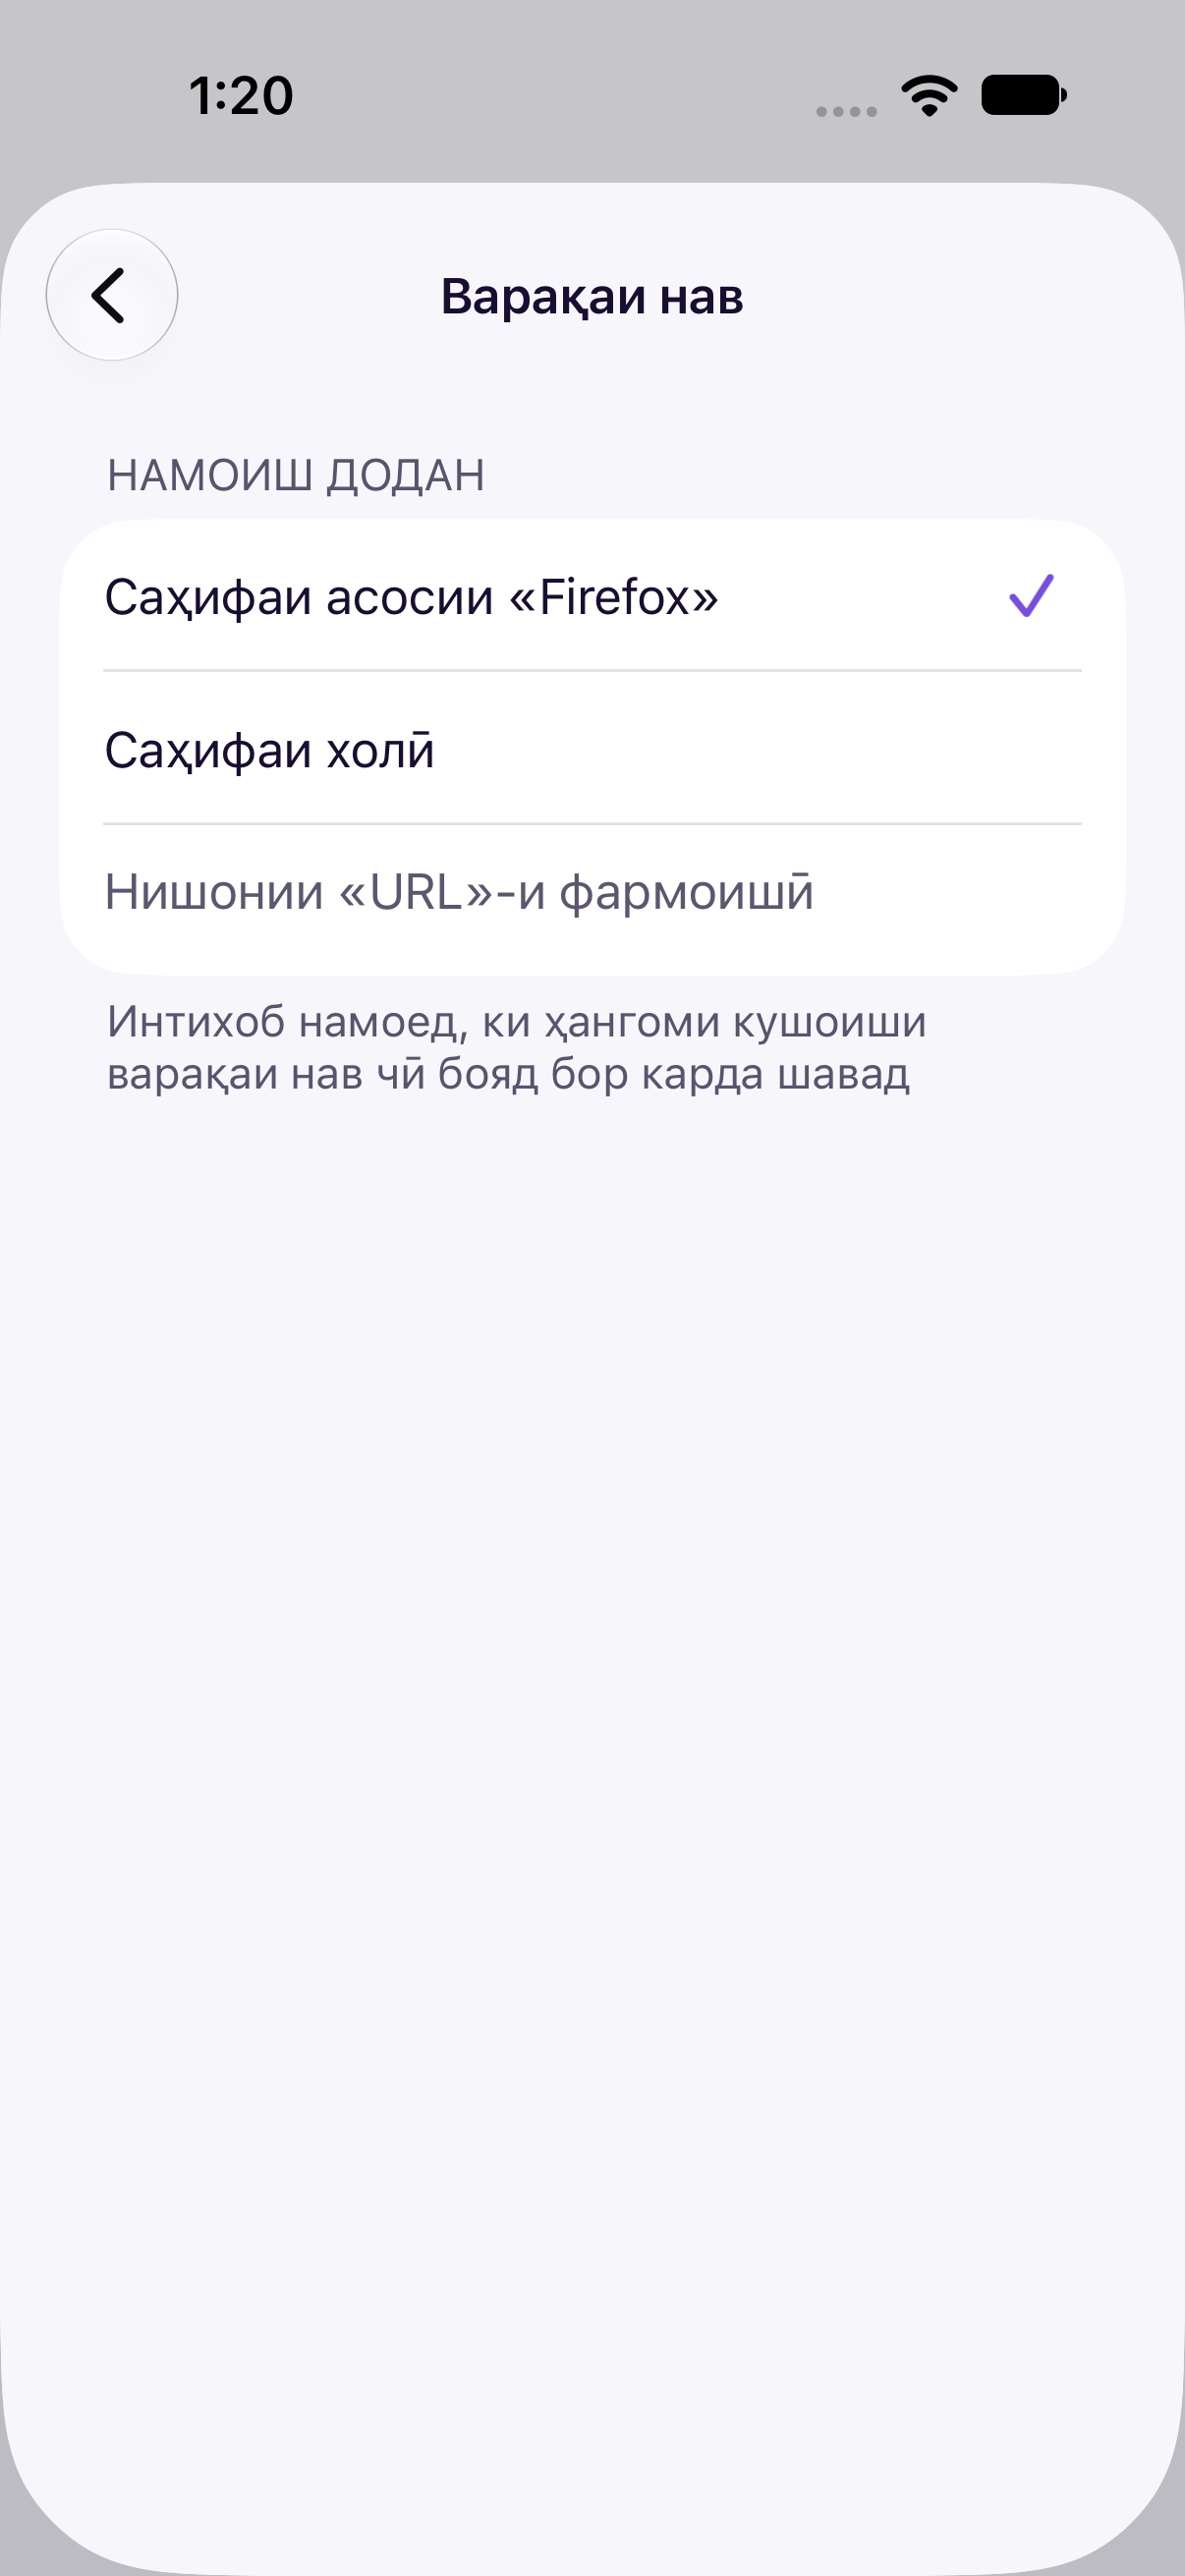 1:20
Варақаи нав
НАМОИШ ДОДАН
Саҳифаи асосии «Firefox»
Саҳифаи холӣ
Нишонии «URL»-и фармоишӣ
Интихоб намоед, ки ҳангоми кушоиши
варақаи нав чӣ бояд бор карда шавад